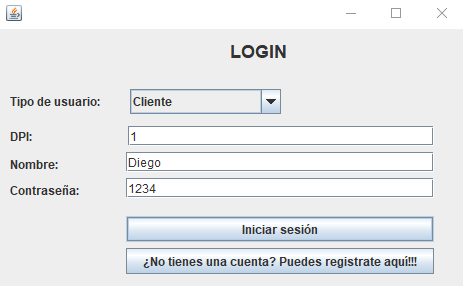 LOGIN
Tipo de usuario: Cliente
DPI: 1
Nombre: Diego
Contraseña: 1234
Iniciar sesión
¿No tienes una cuenta? Puedes registrate aquí!!!